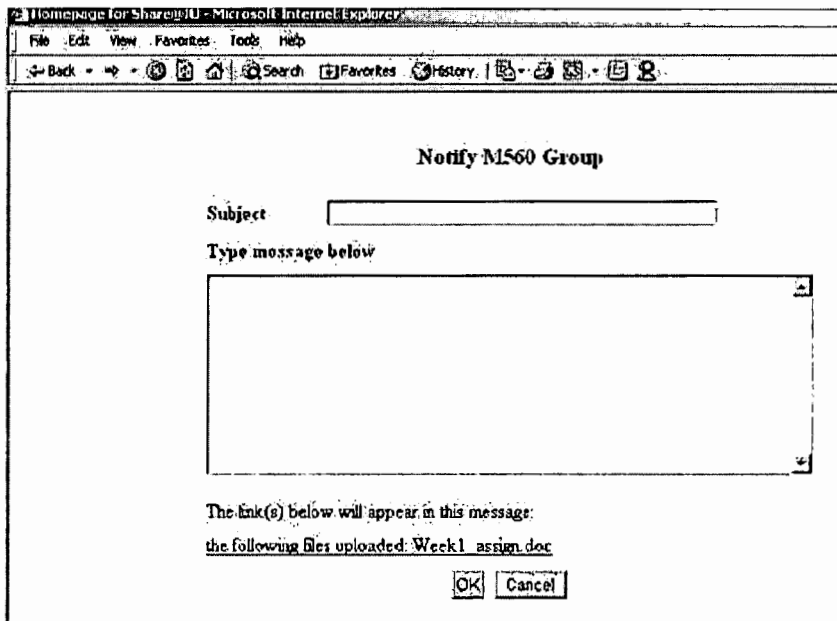 Homepage for Share@IU - Microsoft Internet Explorer
File Edit View Favorites Tools Help
Back Search Favorites History
Notify M560 Group
Subject
Type message below
The link(s) below will appear in this message:
the following files uploaded: Week1_assign.doc
OK Cancel